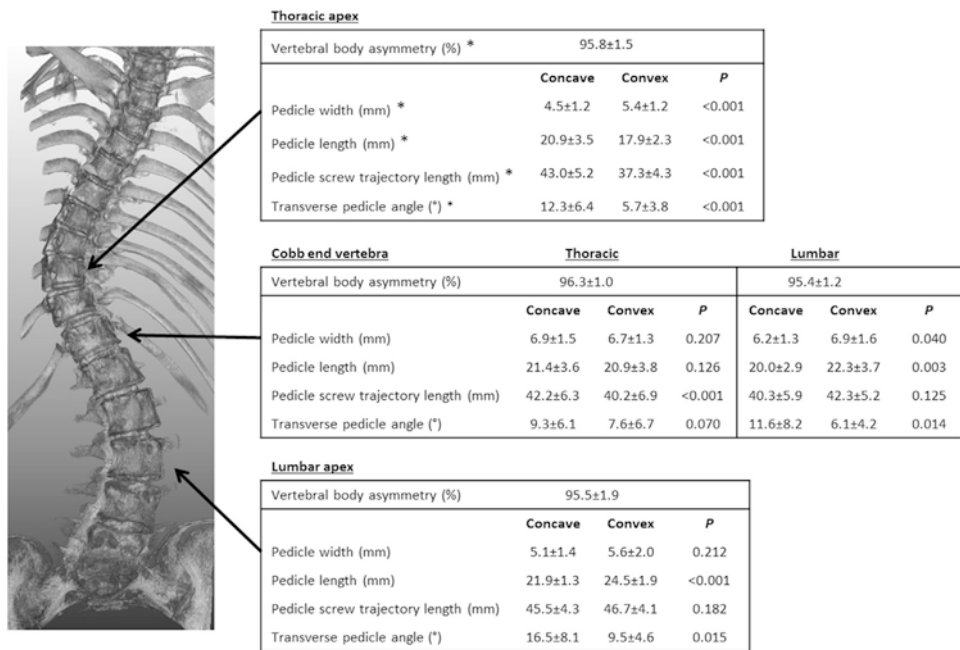 Thoracic apex
Vertebral body asymmetry (%) * 95.8±1.5
Concave Convex P
Pedicle width (mm) * 4.5±1.2 5.4±1.2 <0.001
Pedicle length (mm) * 20.9±3.5 17.9±2.3 <0.001
Pedicle screw trajectory length (mm) * 43.0±5.2 37.3±4.3 <0.001
Transverse pedicle angle (°) * 12.3±6.4 5.7±3.8 <0.001
Cobb end vertebra Thoracic Lumbar
Vertebral body asymmetry (%) 96.3±1.0 95.4±1.2
Concave Convex P Concave Convex P
Pedicle width (mm) 6.9±1.5 6.7±1.3 0.207 6.2±1.3 6.9±1.6 0.040
Pedicle length (mm) 21.4±3.6 20.9±3.8 0.126 20.0±2.9 22.3±3.7 0.003
Pedicle screw trajectory length (mm) 42.2±6.3 40.2±6.9 <0.001 40.3±5.9 42.3±5.2 0.125
Transverse pedicle angle (°) 9.3±6.1 7.6±6.7 0.070 11.6±8.2 6.1±4.2 0.014
Lumbar apex
Vertebral body asymmetry (%) 95.5±1.9
Concave Convex P
Pedicle width (mm) 5.1±1.4 5.6±2.0 0.212
Pedicle length (mm) 21.9±1.3 24.5±1.9 <0.001
Pedicle screw trajectory length (mm) 45.5±4.3 46.7±4.1 0.182
Transverse pedicle angle (°) 16.5±8.1 9.5±4.6 0.015